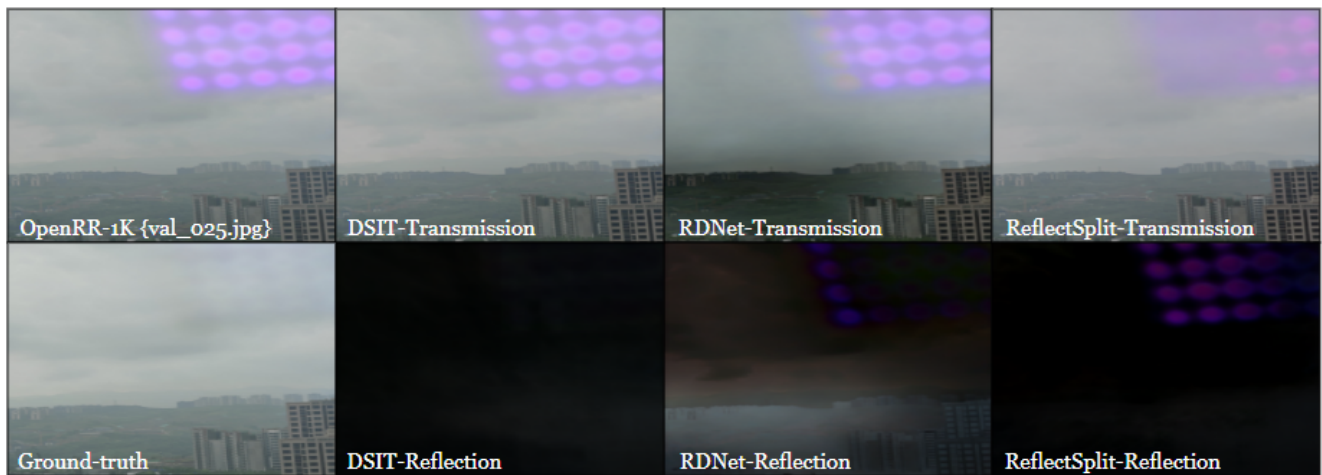 OpenRR-1K {val_025.jpg}
DSIT-Transmission
RDNet-Transmission
ReflectSplit-Transmission
Ground-truth
DSIT-Reflection
RDNet-Reflection
ReflectSplit-Reflection